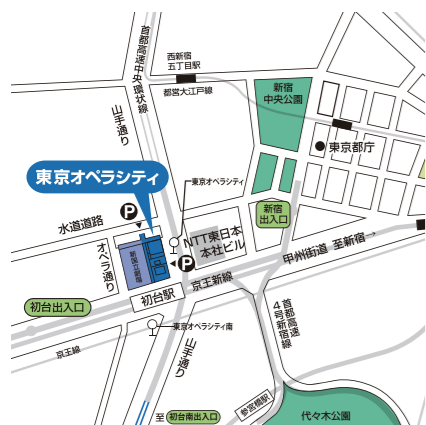 首都高速中央環状線
西新宿
五丁目駅
都営大江戸線
新宿
中央公園
山手通り
東京都庁
東京オペラシティ
東京オペラシティ
P
新宿
出入口
水道道路
オペラ通り
新国立劇場
NTT東日本
本社ビル
P
甲州街道 至新宿→
京王新線
初台駅
初台出入口
東京オペラシティ南
首都高速
4号新宿線
京王線
山手通り
参宮橋駅
至 初台南出入口
代々木公園